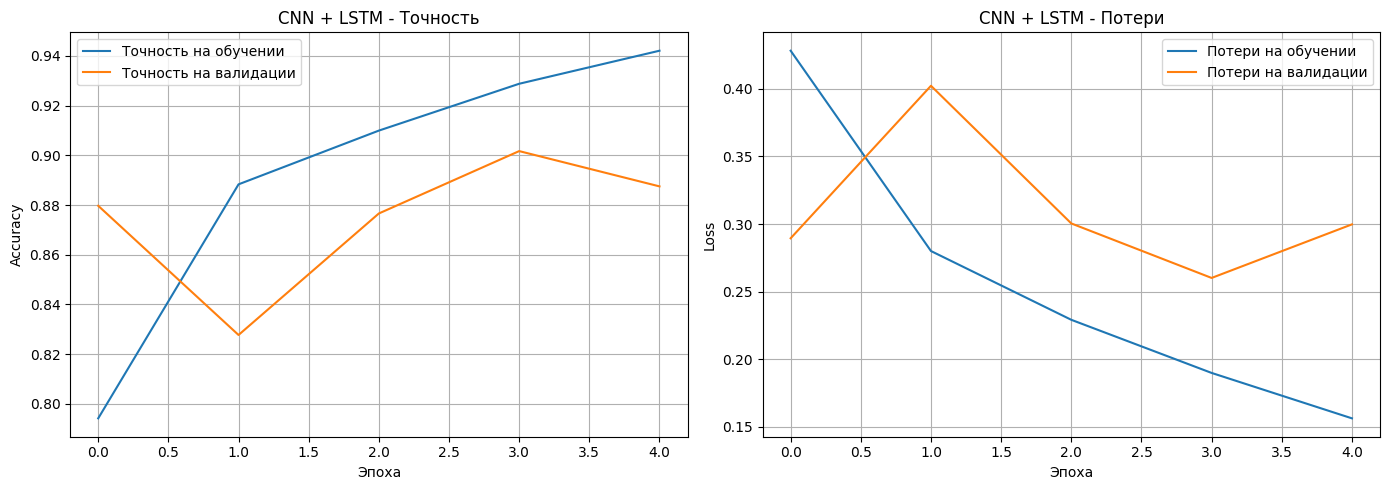 CNN + LSTM - Точность
Точность на обучении
Точность на валидации
Accuracy
0.94
0.92
0.90
0.88
0.86
0.84
0.82
0.80
0.0 0.5 1.0 1.5 2.0 2.5 3.0 3.5 4.0
Эпоха
CNN + LSTM - Потери
Потери на обучении
Потери на валидации
Loss
0.40
0.35
0.30
0.25
0.20
0.15
0.0 0.5 1.0 1.5 2.0 2.5 3.0 3.5 4.0
Эпоха